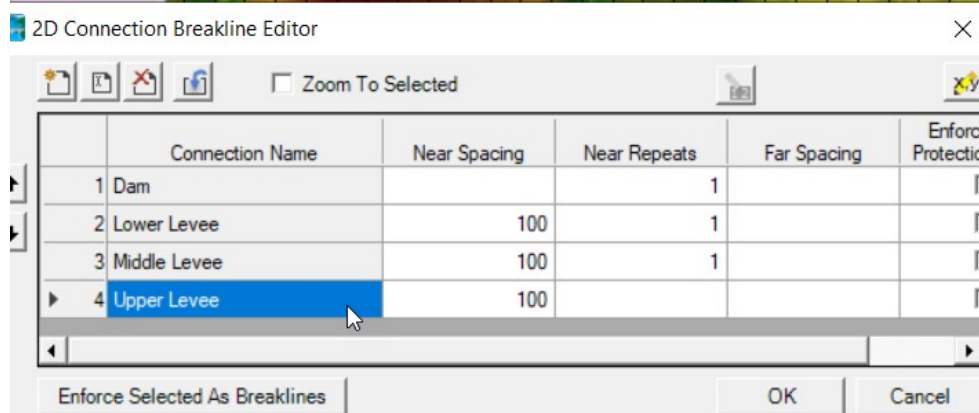 2D Connection Breakline Editor
Zoom To Selected
Connection Name Near Spacing Near Repeats Far Spacing Enforc Protectio
1 Dam 1
2 Lower Levee 100 1
3 Middle Levee 100 1
4 Upper Levee 100
Enforce Selected As Breaklines OK Cancel